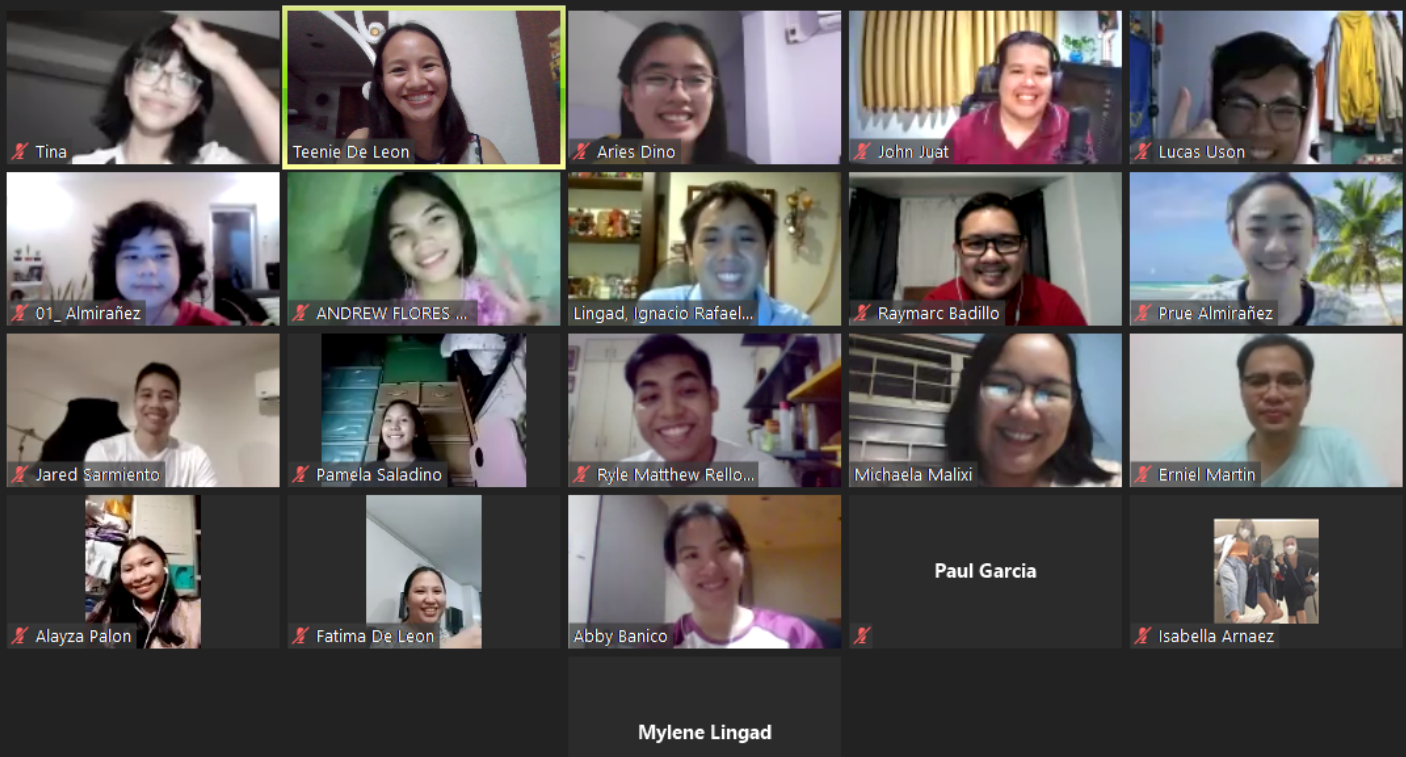 Tina
Teenie De Leon
Aries Dino
John Juat
Lucas Uson
01_ Almirañez
ANDREW FLORES ...
Lingad, Ignacio Rafael...
Raymarc Badillo
Prue Almirañez
Jared Sarmiento
Pamela Saladino
Ryle Matthew Rello...
Michaela Malixi
Erniel Martin
Alayza Palon
Fatima De Leon
Abby Banico
Paul Garcia
Isabella Arnaez
Mylene Lingad